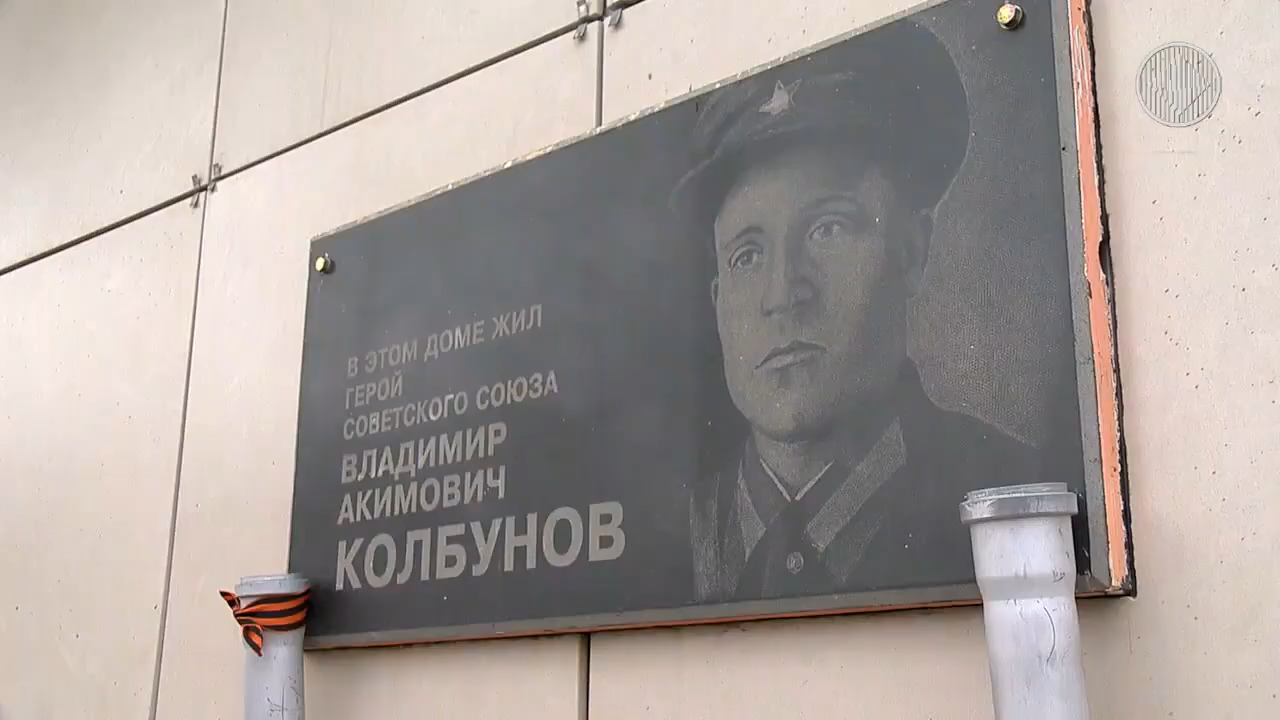 В ЭТОМ ДОМЕ ЖИЛ
ГЕРОЙ
СОВЕТСКОГО СОЮЗА
ВЛАДИМИР
АКИМОВИЧ
КОЛБУНОВ